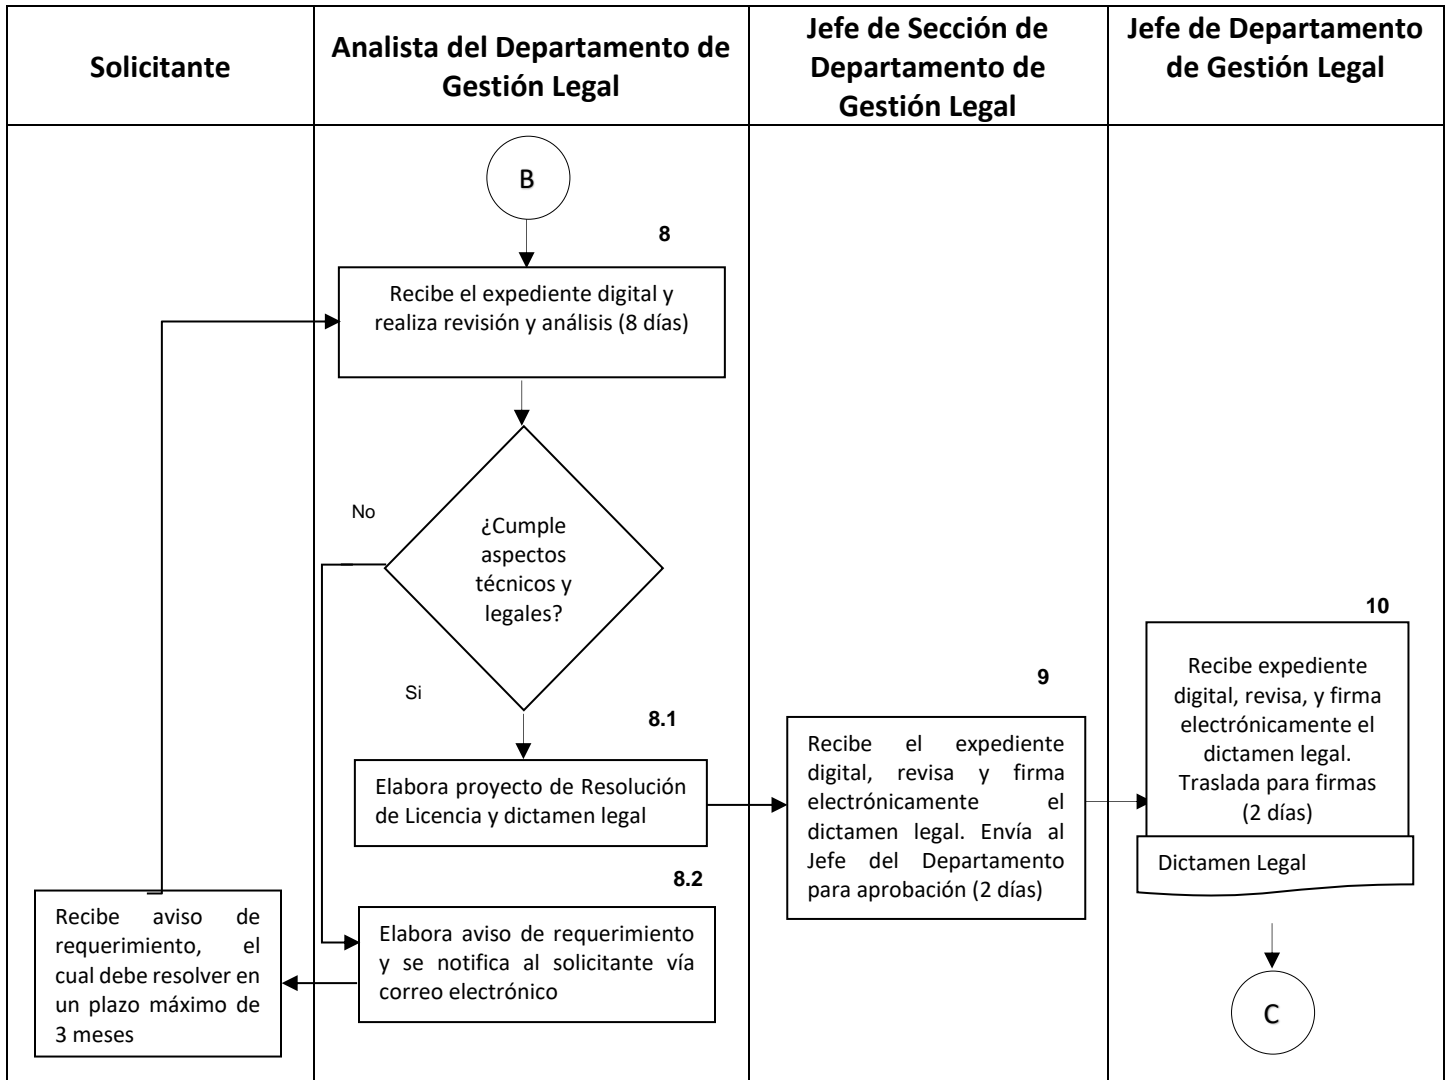 Solicitante
Analista del Departamento de
Gestión Legal
Jefe de Sección de
Departamento de
Gestión Legal
Jefe de Departamento
de Gestión Legal
B
8
Recibe el expediente digital y
realiza revisión y análisis (8 días)
No
¿Cumple
aspectos
técnicos y
legales?
Si
8.1
Elabora proyecto de Resolución
de Licencia y dictamen legal
8.2
Elabora aviso de requerimiento
y se notifica al solicitante vía
correo electrónico
Recibe aviso de
requerimiento, el
cual debe resolver en
un plazo máximo de
3 meses
9
Recibe el expediente
digital, revisa y firma
electrónicamente el
dictamen legal. Envía al
Jefe del Departamento
para aprobación (2 días)
10
Recibe expediente
digital, revisa, y firma
electrónicamente el
dictamen legal.
Traslada para firmas
(2 días)
Dictamen Legal
C